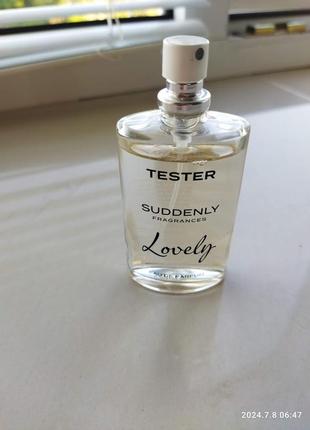 TESTER
SUDDENLY
FRAGRANCES
Lovely
EAU DE PARFUM
2024.7.8 06:47